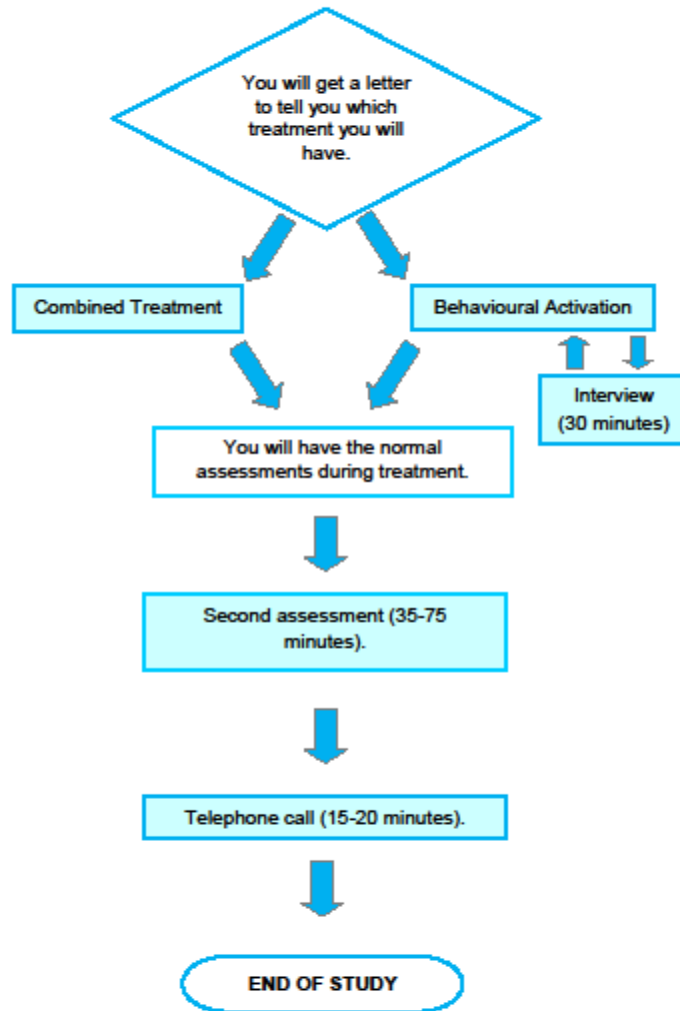 You will get a letter
to tell you which
treatment you will
have.
Combined Treatment
Behavioural Activation
Interview
(30 minutes)
You will have the normal
assessments during treatment.
Second assessment (35-75
minutes).
Telephone call (15-20 minutes).
END OF STUDY